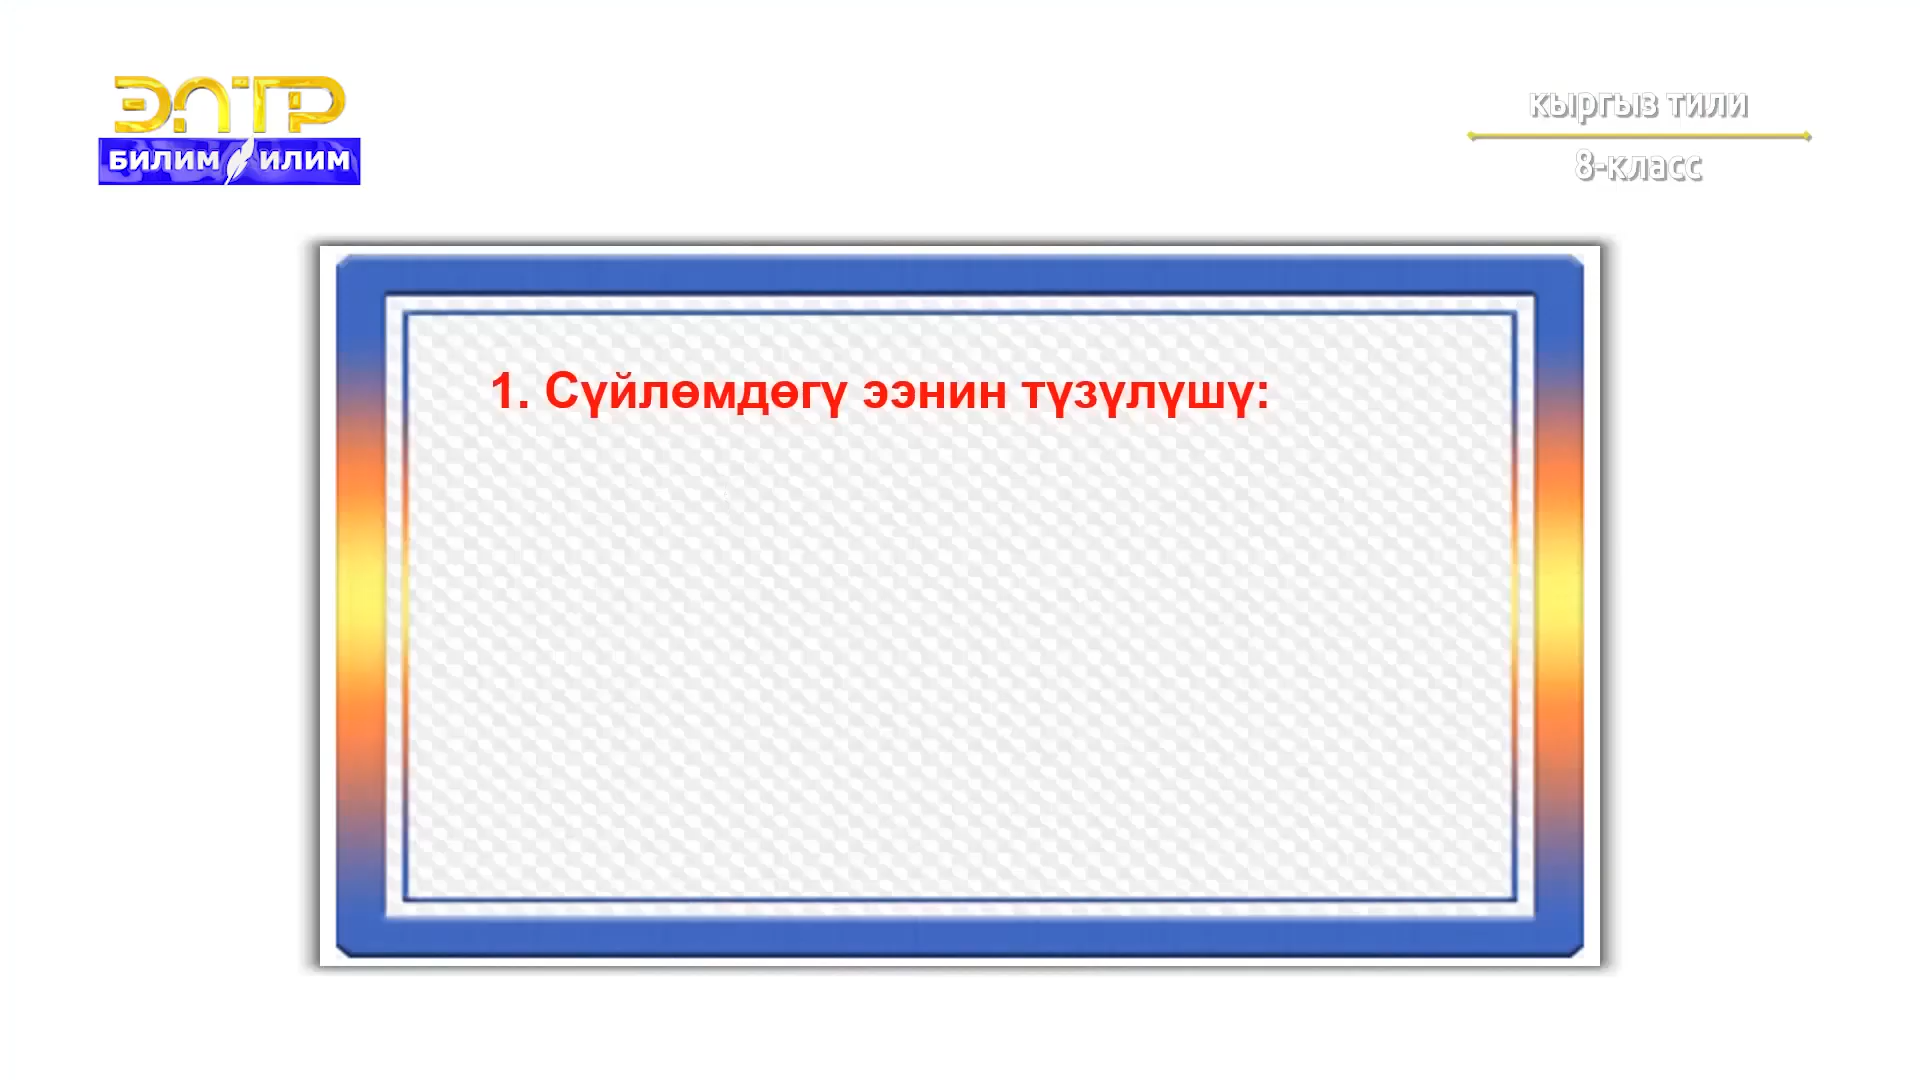 ЭЛТР
БИЛИМ ИЛИМ
кыргыз тили
8-класс
1. Сүйлөмдөгү ээнин түзүлүшү: